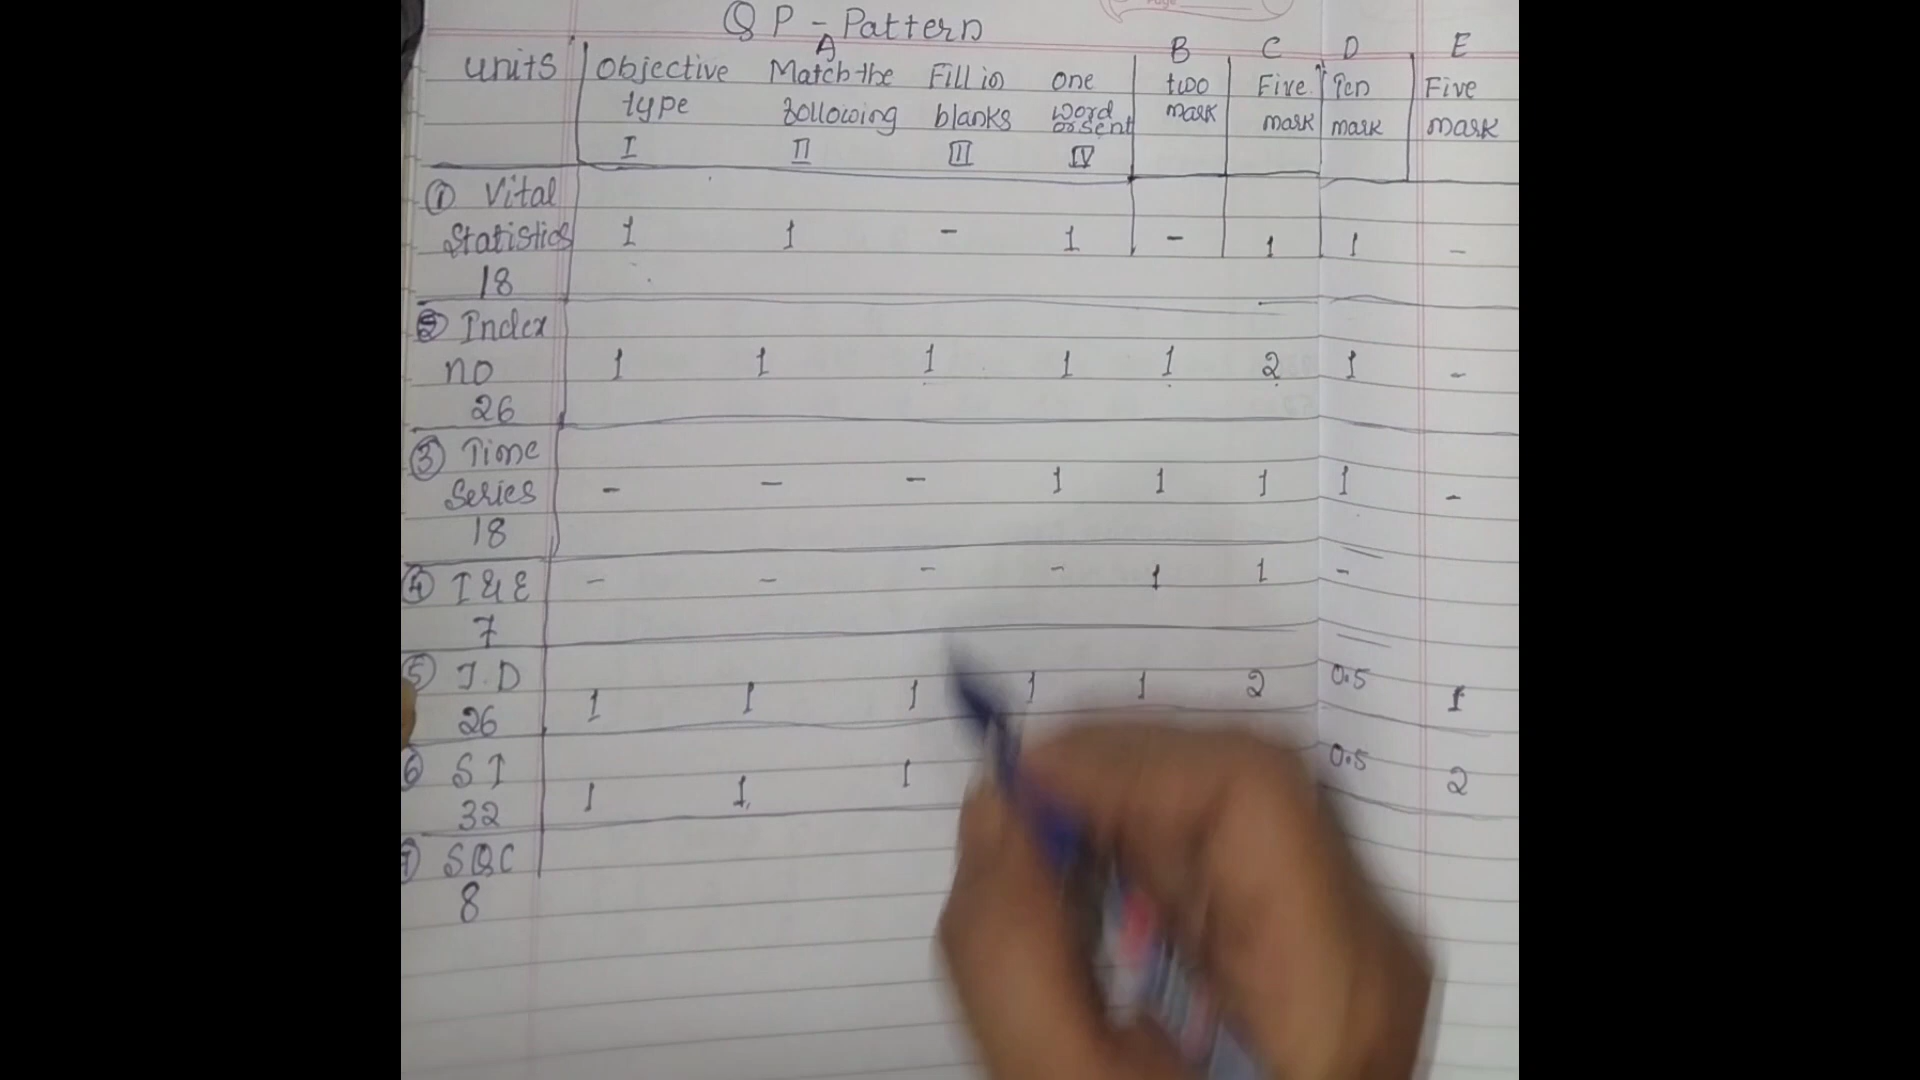 QP - Pattern
A B C D E
units Objective Match the Fill in one two Five Ten Five
type following blanks word mark mark mark mark
or sent
I II III IV
① Vital
Statistics 1 1 - 1 - 1 1 -
18
② Index
no 1 1 1 1 1 2 1 -
26
③ Time
Series - - - 1 1 1 1 -
18
④ I & E - - - - 1 1 -
7
⑤ I.D 1 1 1 1 1 2 0.5 1
26
⑥ S I 1 1 1 0.5 2
32
⑦ SQC
8